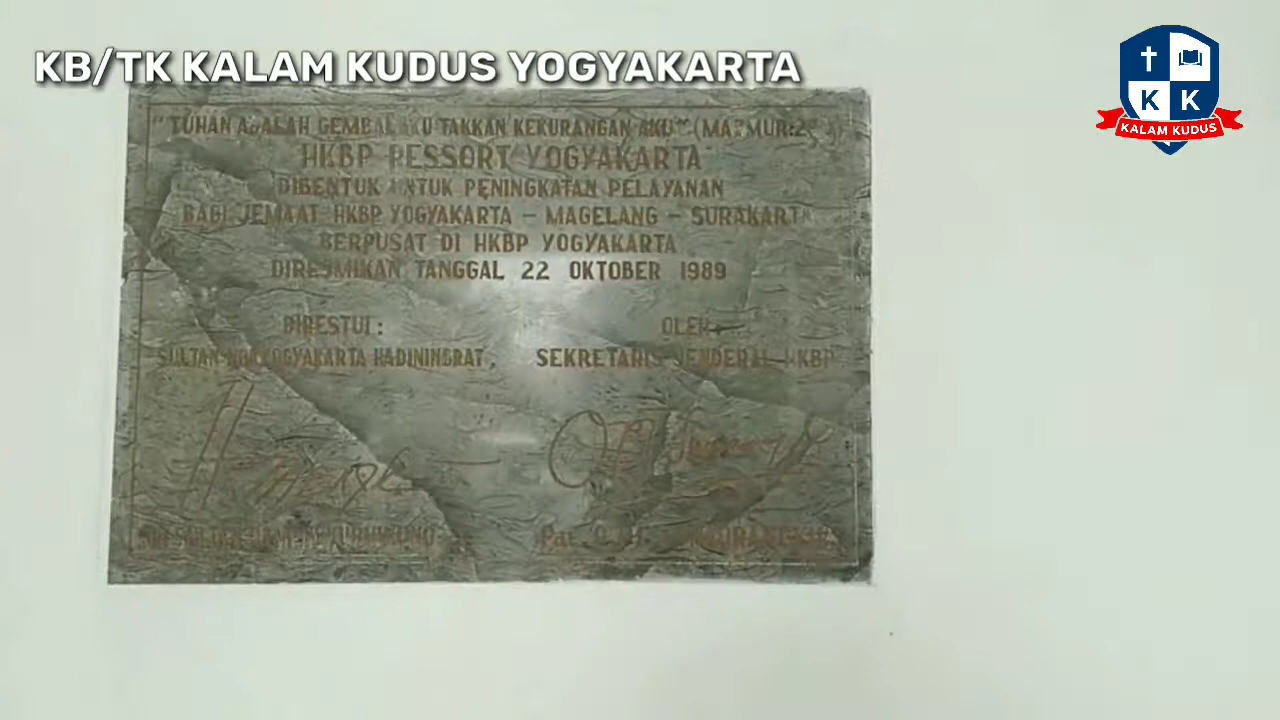 KB/TK KALAM KUDUS YOGYAKARTA
K K
KALAM KUDUS
"TUHAN ADALAH GEMBALAKU TAKKAN KEKURANGAN AKU" (MAZMUR:23
HKBP RESSORT YOGYAKARTA
DIBENTUK UNTUK PENINGKATAN PELAYANAN
BAGI JEMAAT HKBP YOGYAKARTA - MAGELANG - SURAKARTA
BERPUSAT DI HKBP YOGYAKARTA
DIRESMIKAN TANGGAL 22 OKTOBER 1989
DIRESTUI : OLEH
SULTAN YOGYAKARTA HADININGRAT, SEKRETARIS JENDERAL HKBP